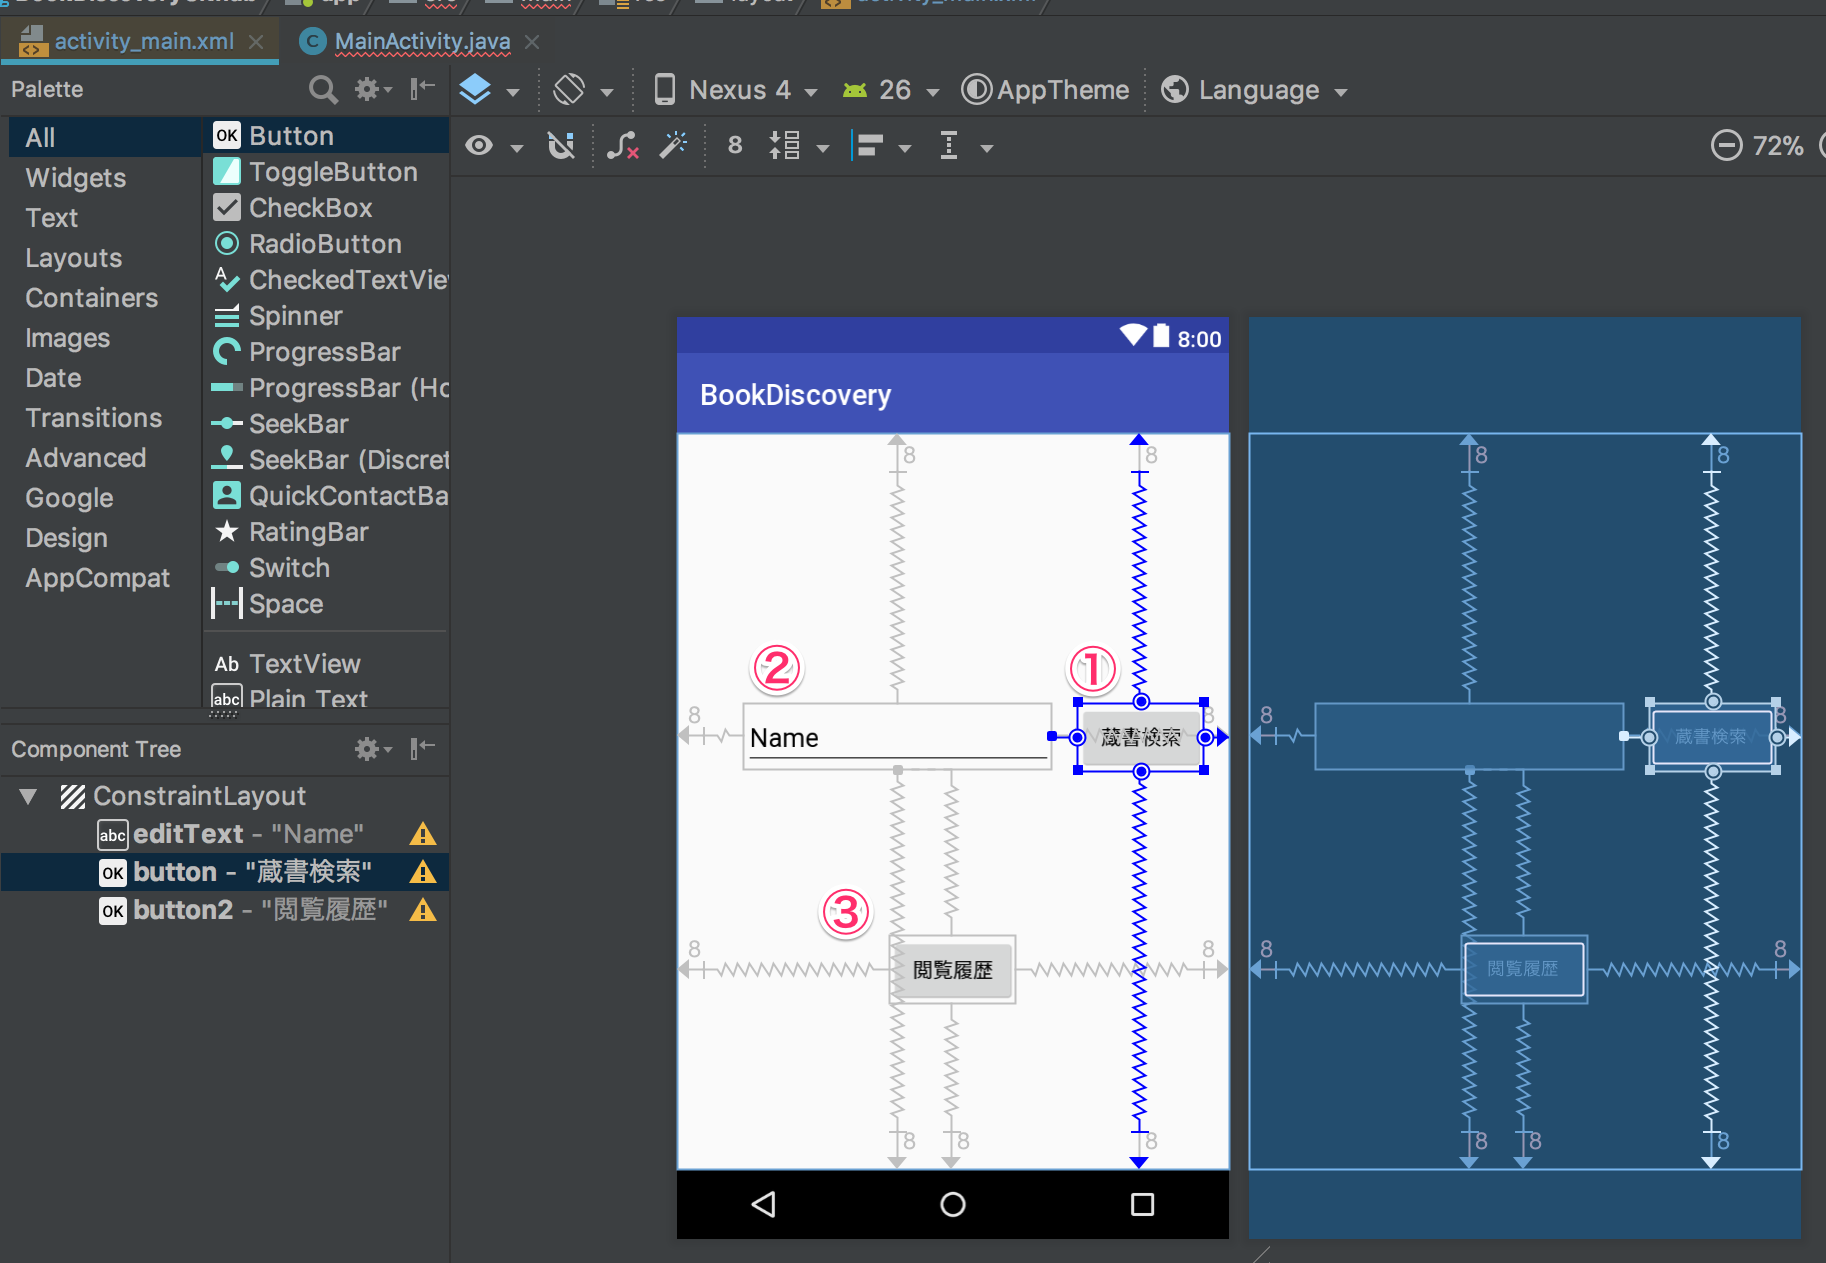 activity_main.xml
MainActivity.java
Palette
Nexus 4
26
AppTheme
Language
8
72%
All
Widgets
Text
Layouts
Containers
Images
Date
Transitions
Advanced
Google
Design
AppCompat
OK Button
ToggleButton
CheckBox
RadioButton
CheckedTextVie
Spinner
ProgressBar
ProgressBar (Ho
SeekBar
SeekBar (Discret
QuickContactBa
RatingBar
Switch
Space
Ab TextView
abc Plain Text
Component Tree
ConstraintLayout
abc editText - "Name"
OK button - "蔵書検索"
OK button2 - "閲覧履歴"
8:00
BookDiscovery
8 8
② ①
8 8
Name 蔵書検索
③
8 8
閲覧履歴
8 8 8
8 8
8 8
蔵書検索
8 8
閲覧履歴
8 8 8